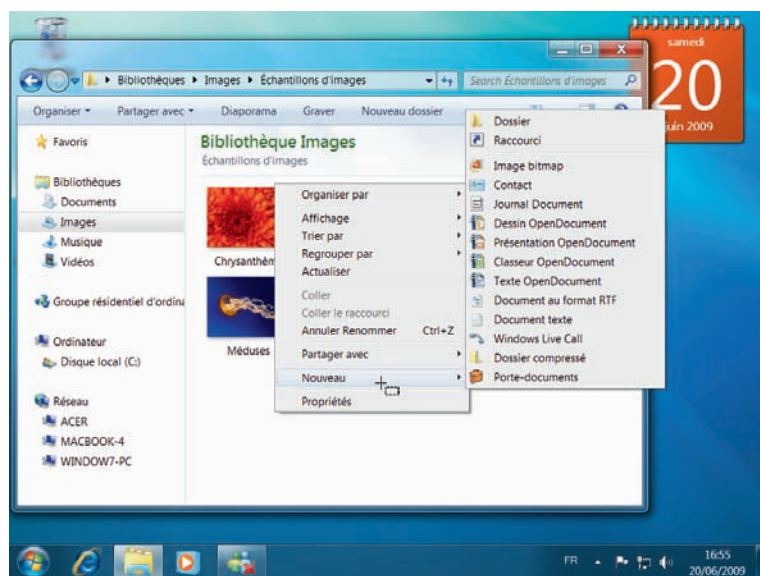 samedi
20
juin 2009
Bibliothèques Images Échantillons d'images
Search Échantillons d'images
Organiser Partager avec Diaporama Graver Nouveau dossier
Favoris
Bibliothèques
Documents
Images
Musique
Vidéos
Groupe résidentiel d'ordina
Ordinateur
Disque local (C:)
Réseau
ACER
MACBOOK-4
WINDOW7-PC
Bibliothèque Images
Échantillons d'images
Chrysanthèm
Méduses
Organiser par
Affichage
Trier par
Regrouper par
Actualiser
Coller
Coller le raccourci
Annuler Renommer Ctrl+Z
Partager avec
Nouveau
Propriétés
Dossier
Raccourci
Image bitmap
Contact
Journal Document
Dessin OpenDocument
Présentation OpenDocument
Classeur OpenDocument
Texte OpenDocument
Document au format RTF
Document texte
Windows Live Call
Dossier compressé
Porte-documents
FR
16:55
20/06/2009